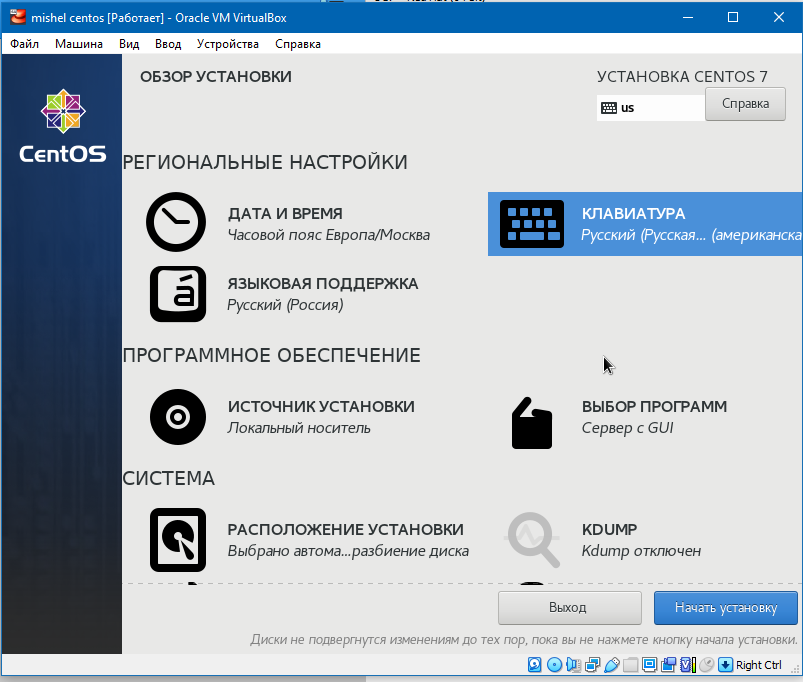 mishel centos [Работает] - Oracle VM VirtualBox
Файл Машина Вид Ввод Устройства Справка
ОБЗОР УСТАНОВКИ
УСТАНОВКА CENTOS 7
us
Справка
CentOS
РЕГИОНАЛЬНЫЕ НАСТРОЙКИ
ДАТА И ВРЕМЯ
Часовой пояс Европа/Москва
КЛАВИАТУРА
Русский (Русская... (американска
ЯЗЫКОВАЯ ПОДДЕРЖКА
Русский (Россия)
ПРОГРАММНОЕ ОБЕСПЕЧЕНИЕ
ИСТОЧНИК УСТАНОВКИ
Локальный носитель
ВЫБОР ПРОГРАММ
Сервер с GUI
СИСТЕМА
РАСПОЛОЖЕНИЕ УСТАНОВКИ
Выбрано автома...разбиение диска
KDUMP
Kdump отключен
Выход
Начать установку
Диски не подвергнутся изменениям до тех пор, пока вы не нажмете кнопку начала установки.
Right Ctrl